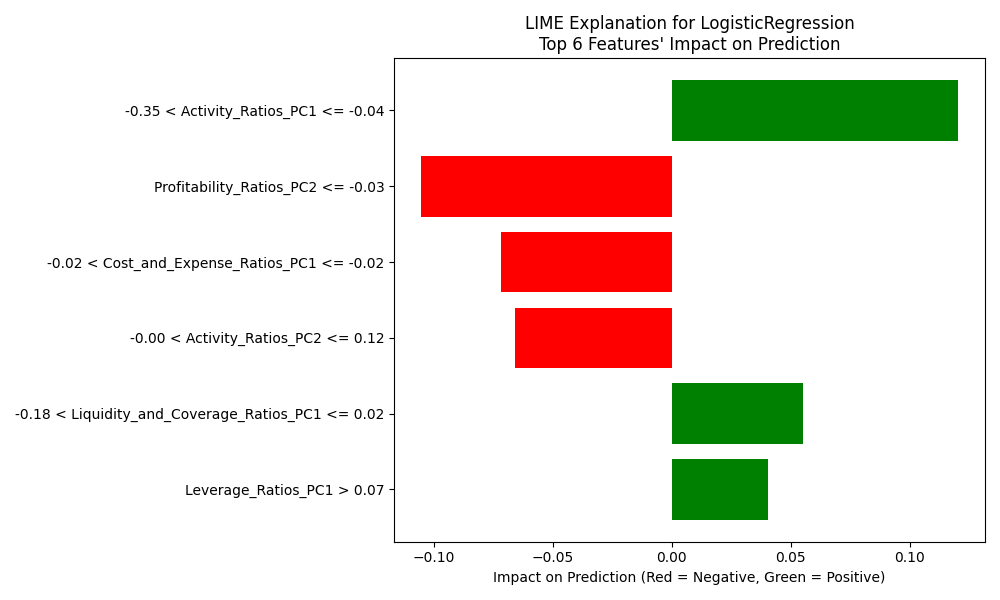 LIME Explanation for LogisticRegression
Top 6 Features' Impact on Prediction
-0.35 < Activity_Ratios_PC1 <= -0.04
Profitability_Ratios_PC2 <= -0.03
-0.02 < Cost_and_Expense_Ratios_PC1 <= -0.02
-0.00 < Activity_Ratios_PC2 <= 0.12
-0.18 < Liquidity_and_Coverage_Ratios_PC1 <= 0.02
Leverage_Ratios_PC1 > 0.07
−0.10 −0.05 0.00 0.05 0.10
Impact on Prediction (Red = Negative, Green = Positive)